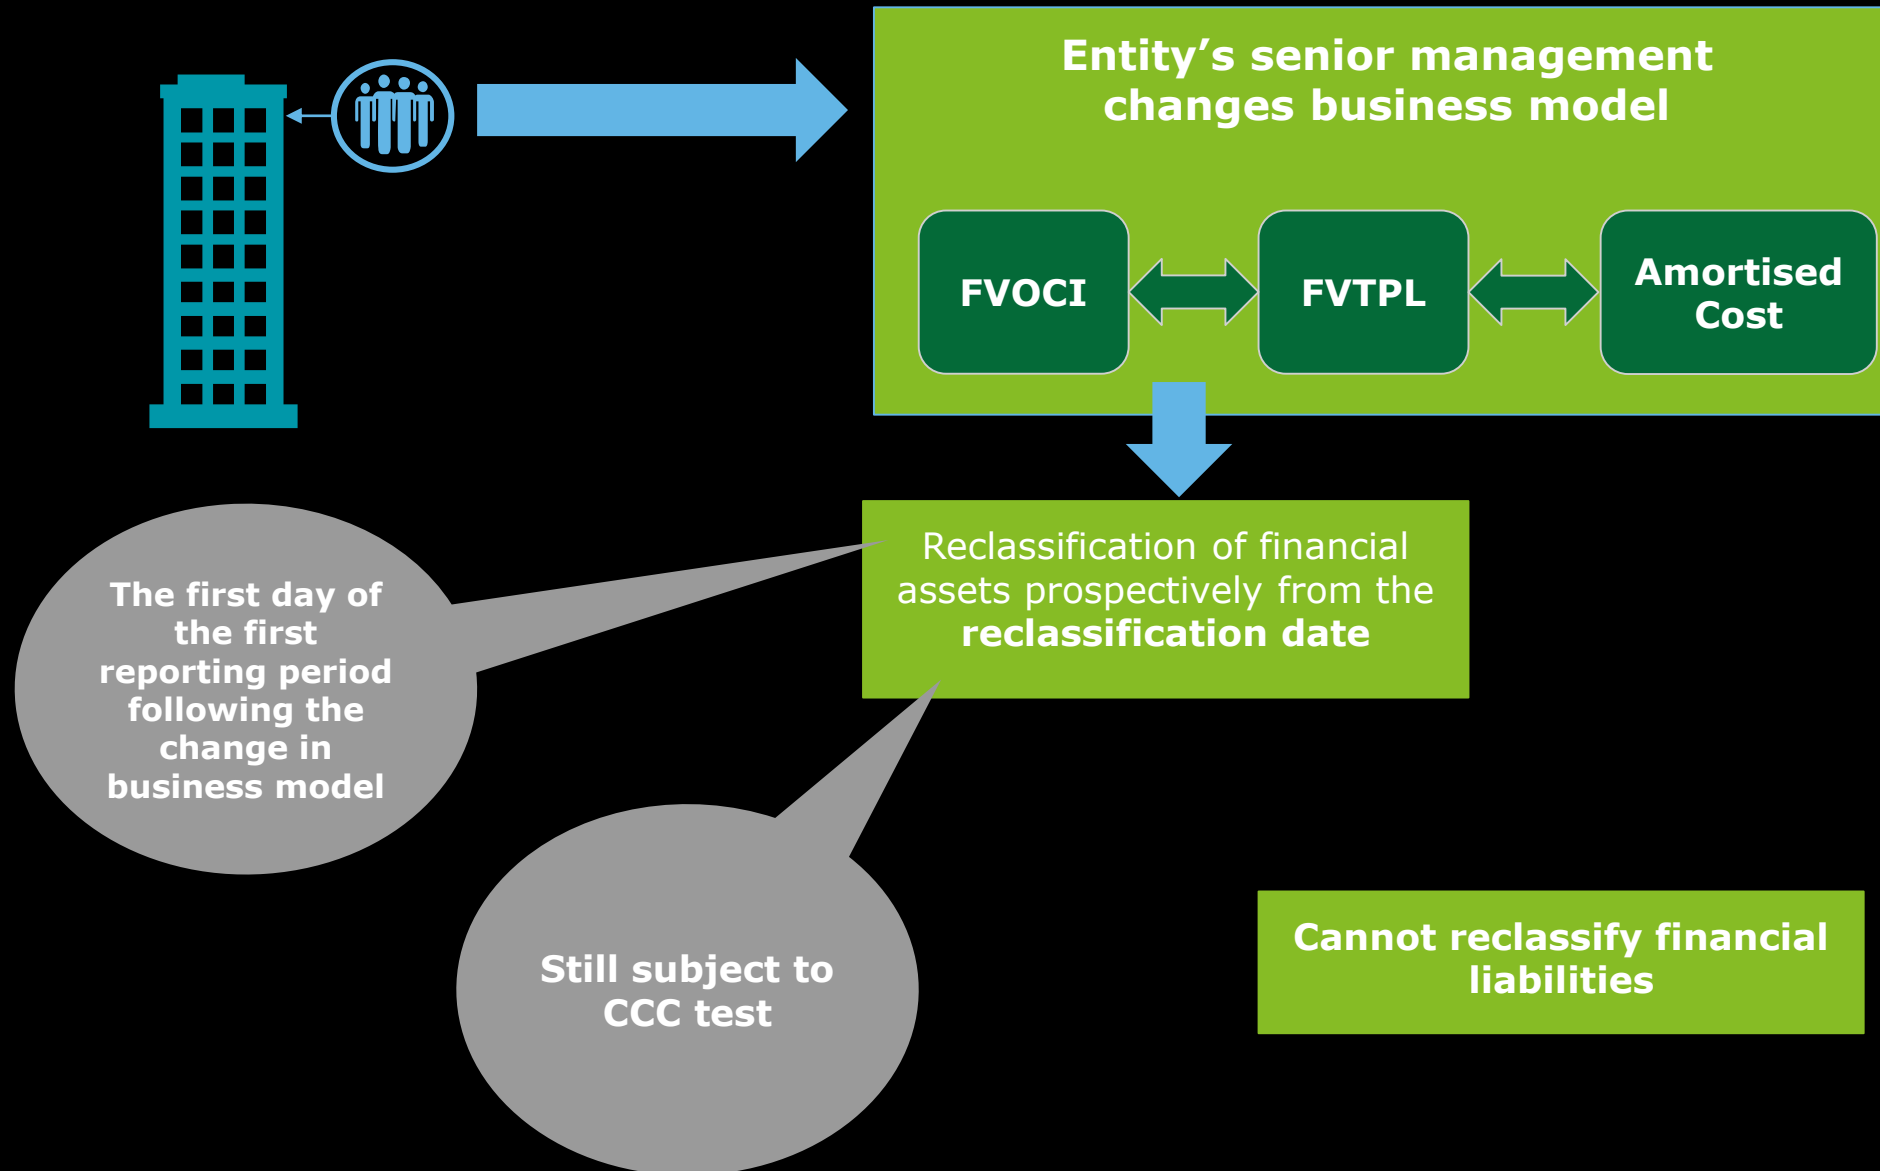 Entity’s senior management
changes business model
FVOCI
FVTPL
Amortised
Cost
Reclassification of financial
assets prospectively from the
reclassification date
The first day of
the first
reporting period
following the
change in
business model
Still subject to
CCC test
Cannot reclassify financial
liabilities